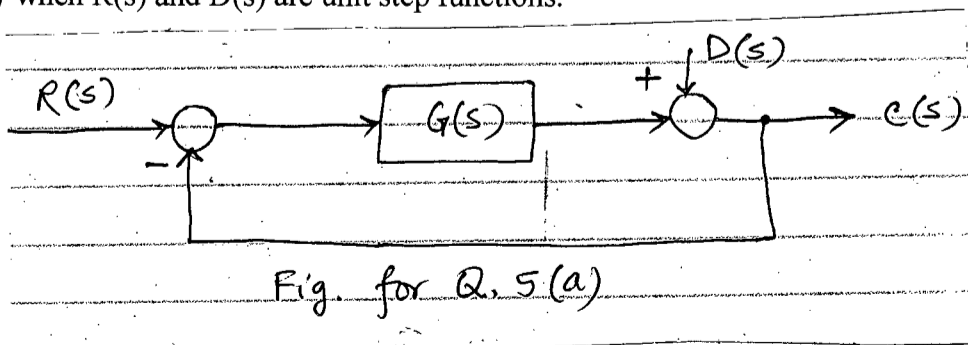 when R(s) and D(s) are unit step functions.
D(s)
+
R(s)
G(s)
C(s)
-
Fig. for Q. 5(a)